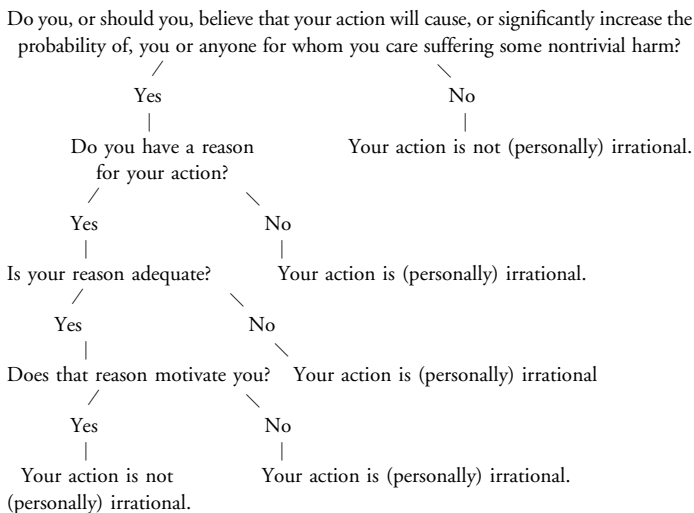 Do you, or should you, believe that your action will cause, or significantly increase the
probability of, you or anyone for whom you care suffering some nontrivial harm?
Yes No
Do you have a reason Your action is not (personally) irrational.
for your action?
Yes No
Is your reason adequate? Your action is (personally) irrational.
Yes No
Does that reason motivate you? Your action is (personally) irrational
Yes No
Your action is not Your action is (personally) irrational.
(personally) irrational.